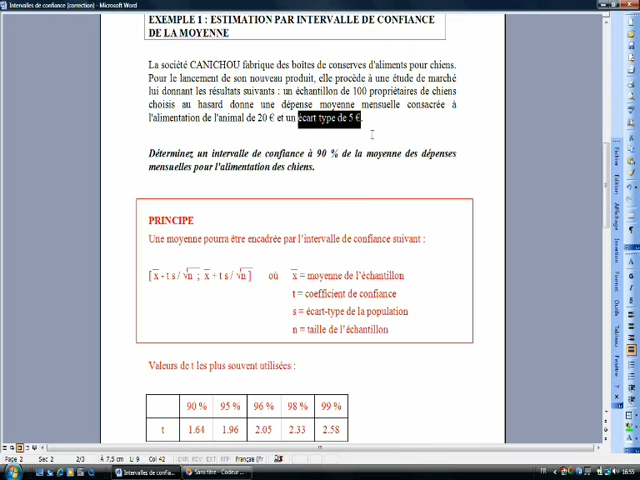 Intervalles de confiance (correction) - Microsoft Word
EXEMPLE 1 : ESTIMATION PAR INTERVALLE DE CONFIANCE
DE LA MOYENNE
La société CANICHOU fabrique des boîtes de conserves d'aliments pour chiens.
Pour le lancement de son nouveau produit, elle procède à une étude de marché
lui donnant les résultats suivants : un échantillon de 100 propriétaires de chiens
choisis au hasard donne une dépense moyenne mensuelle consacrée à
l'alimentation de l'animal de 20 € et un écart type de 5 €
Déterminez un intervalle de confiance à 90 % de la moyenne des dépenses
mensuelles pour l'alimentation des chiens.
PRINCIPE
Une moyenne pourra être encadrée par l'intervalle de confiance suivant :
[ x̅ - t s / √n ; x̅ + t s / √n ] où x̅ = moyenne de l'échantillon
t = coefficient de confiance
s = écart-type de la population
n = taille de l'échantillon
Valeurs de t les plus souvent utilisées :
90 % 95 % 96 % 98 % 99 %
t 1.64 1.96 2.05 2.33 2.58
Page 2 Sec 2 2/3 À 7,5 cm Li 9 Col 42 ENR REV EXT RFP Français (Fr
Intervalles de confia... Sans titre - Codeur ... FR 16:55